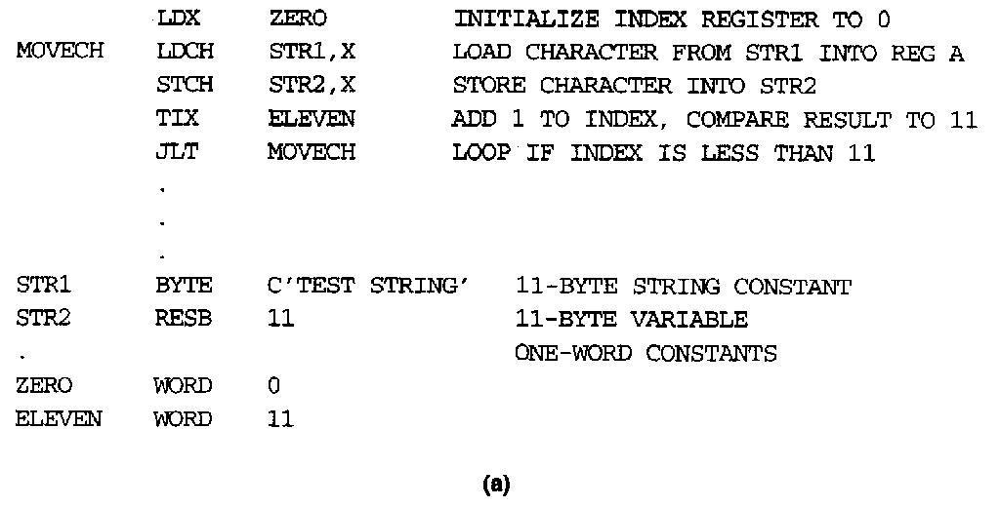 LDX ZERO INITIALIZE INDEX REGISTER TO 0
MOVECH LDCH STR1,X LOAD CHARACTER FROM STR1 INTO REG A
STCH STR2,X STORE CHARACTER INTO STR2
TIX ELEVEN ADD 1 TO INDEX, COMPARE RESULT TO 11
JLT MOVECH LOOP IF INDEX IS LESS THAN 11
.
.
.
STR1 BYTE C'TEST STRING' 11-BYTE STRING CONSTANT
STR2 RESB 11 11-BYTE VARIABLE
. ONE-WORD CONSTANTS
ZERO WORD 0
ELEVEN WORD 11
(a)